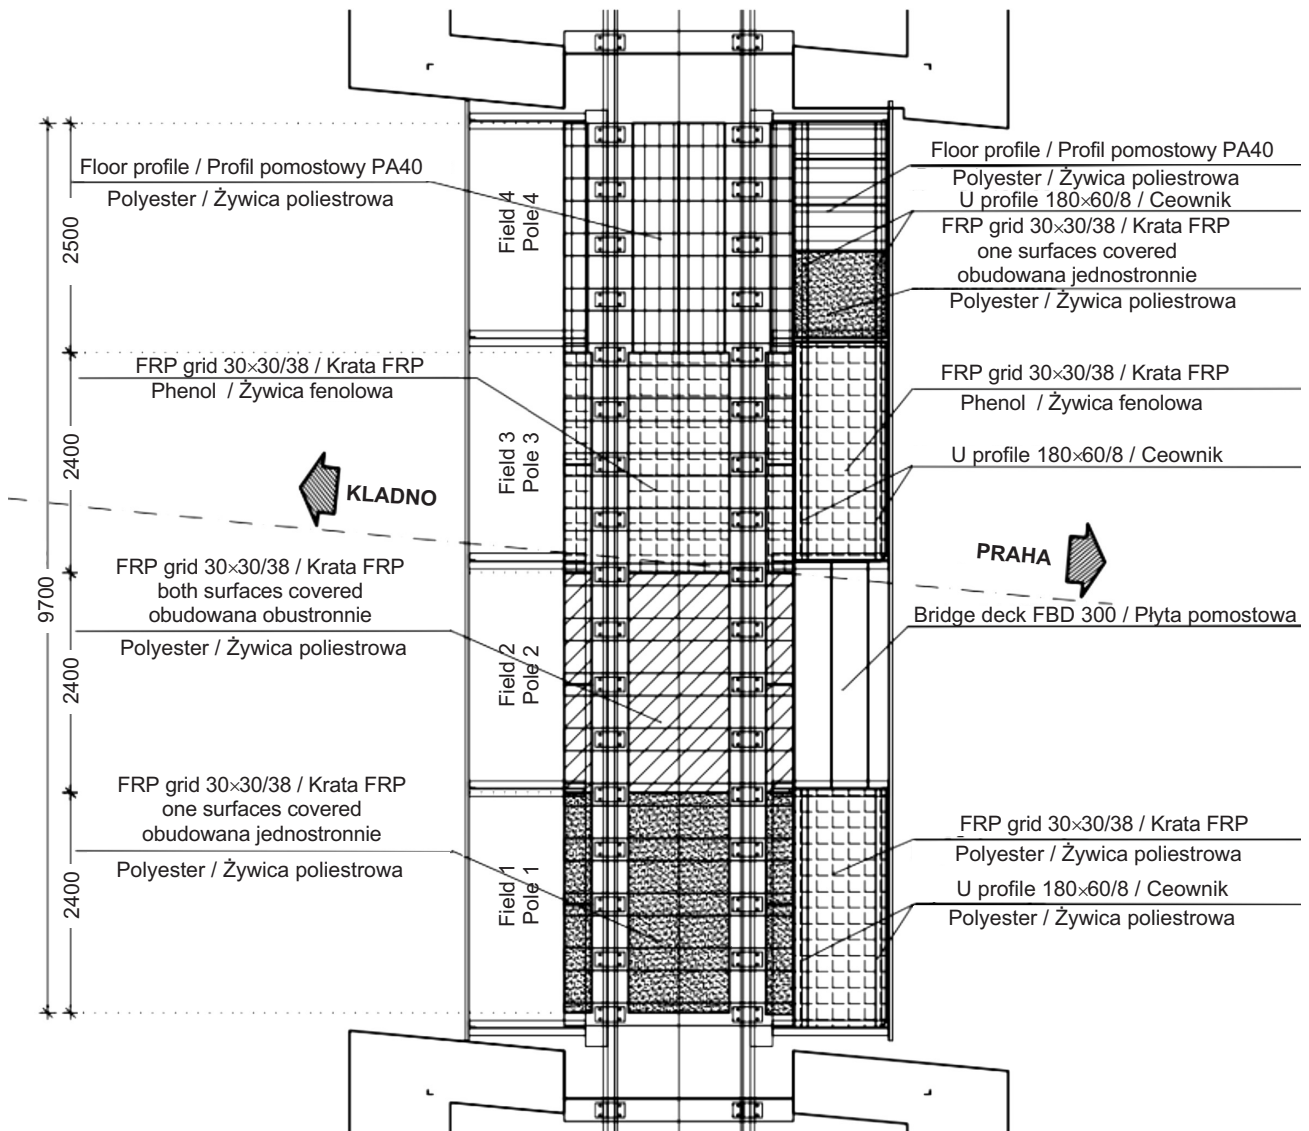 Floor profile / Profil pomostowy PA40
Polyester / Żywica poliestrowa
FRP grid 30×30/38 / Krata FRP
Phenol / Żywica fenolowa
KLADNO
FRP grid 30×30/38 / Krata FRP
both surfaces covered
obudowana obustronnie
Polyester / Żywica poliestrowa
FRP grid 30×30/38 / Krata FRP
one surfaces covered
obudowana jednostronnie
Polyester / Żywica poliestrowa
9700
2500
2400
2400
2400
Field 4
Pole 4
Field 3
Pole 3
Field 2
Pole 2
Field 1
Pole 1
Floor profile / Profil pomostowy PA40
Polyester / Żywica poliestrowa
U profile 180×60/8 / Ceownik
FRP grid 30×30/38 / Krata FRP
one surfaces covered
obudowana jednostronnie
Polyester / Żywica poliestrowa
FRP grid 30×30/38 / Krata FRP
Phenol / Żywica fenolowa
U profile 180×60/8 / Ceownik
PRAHA
Bridge deck FBD 300 / Płyta pomostowa
FRP grid 30×30/38 / Krata FRP
Polyester / Żywica poliestrowa
U profile 180×60/8 / Ceownik
Polyester / Żywica poliestrowa